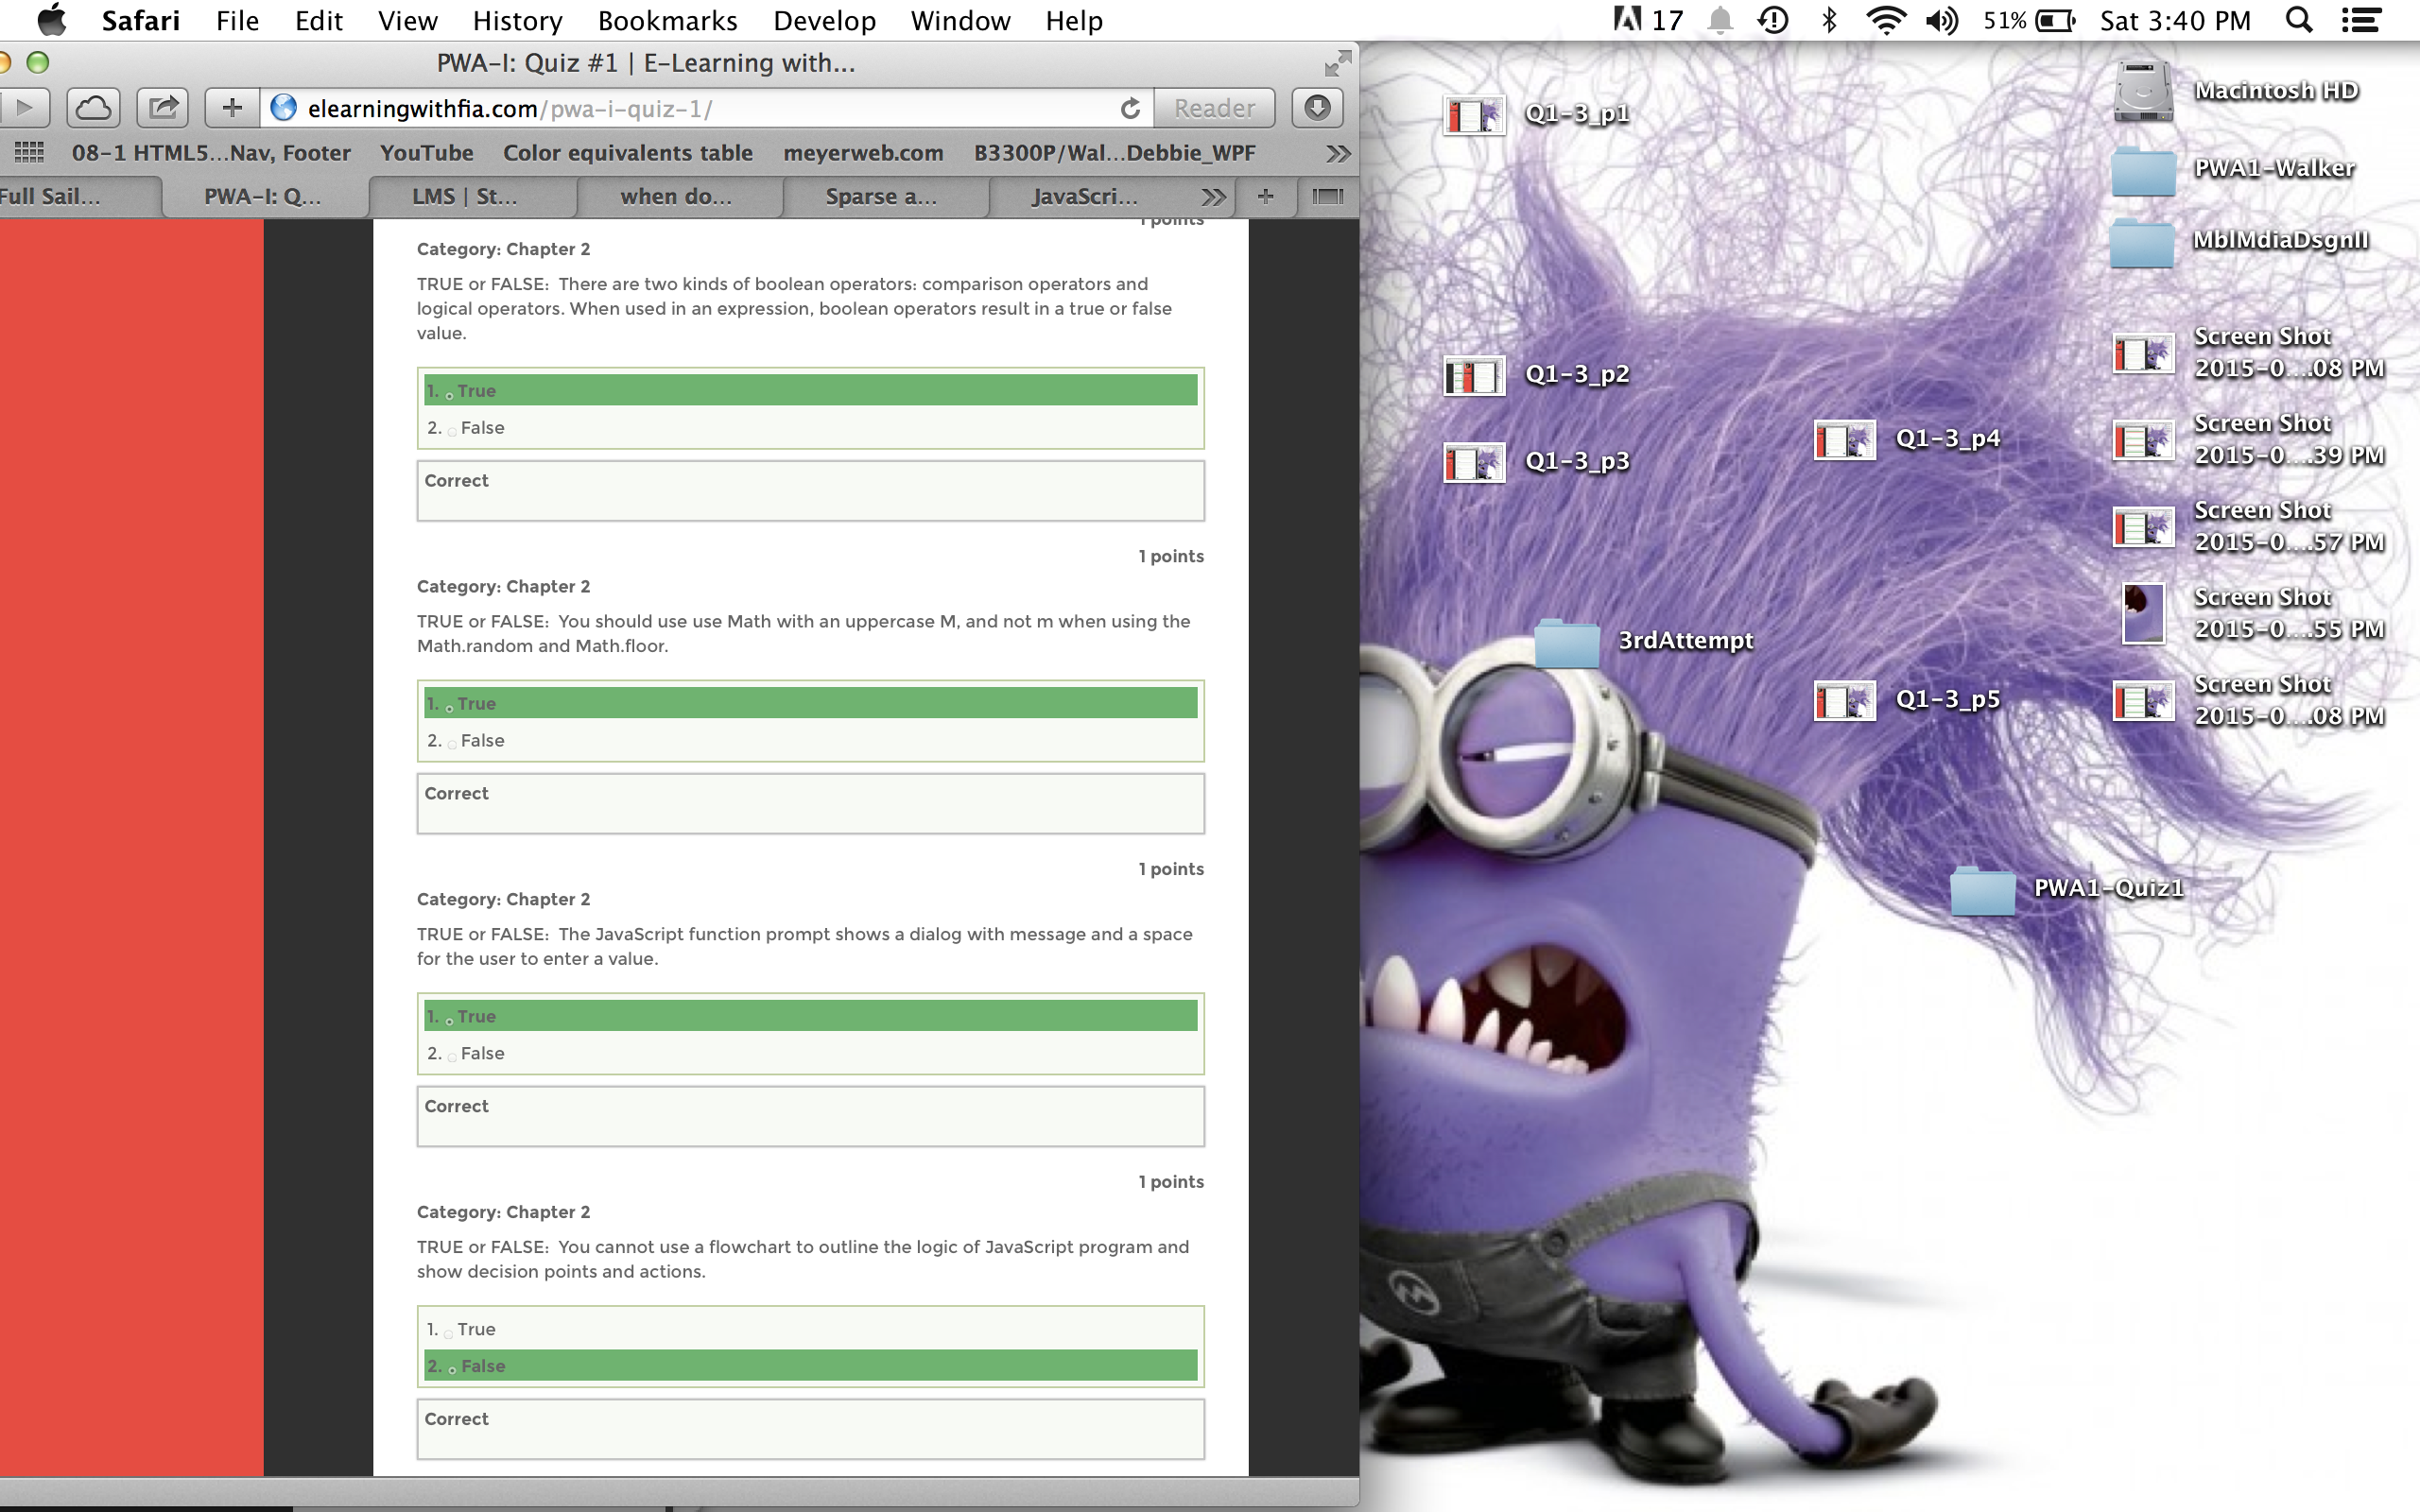 Safari File Edit View History Bookmarks Develop Window Help 17 51% Sat 3:40 PM
PWA-I: Quiz #1 | E-Learning with...
elearningwithfia.com/pwa-i-quiz-1/ Reader
08-1 HTML5...Nav, Footer YouTube Color equivalents table meyerweb.com B3300P/Wal...Debbie_WPF
Full Sail... PWA-I: Q... LMS | St... when do... Sparse a... JavaScri...
1 points
Category: Chapter 2
TRUE or FALSE: There are two kinds of boolean operators: comparison operators and
logical operators. When used in an expression, boolean operators result in a true or false
value.
1. True
2. False
Correct
1 points
Category: Chapter 2
TRUE or FALSE: You should use use Math with an uppercase M, and not m when using the
Math.random and Math.floor.
1. True
2. False
Correct
1 points
Category: Chapter 2
TRUE or FALSE: The JavaScript function prompt shows a dialog with message and a space
for the user to enter a value.
1. True
2. False
Correct
1 points
Category: Chapter 2
TRUE or FALSE: You cannot use a flowchart to outline the logic of JavaScript program and
show decision points and actions.
1. True
2. False
Correct
Q1-3_p1
Q1-3_p2
Q1-3_p3
3rdAttempt
Q1-3_p4
Q1-3_p5
PWA1-Quiz1
Macintosh HD
PWA1-Walker
MblMdiaDsgnII
Screen Shot
2015-0....08 PM
Screen Shot
2015-0....39 PM
Screen Shot
2015-0....57 PM
Screen Shot
2015-0....55 PM
Screen Shot
2015-0....08 PM